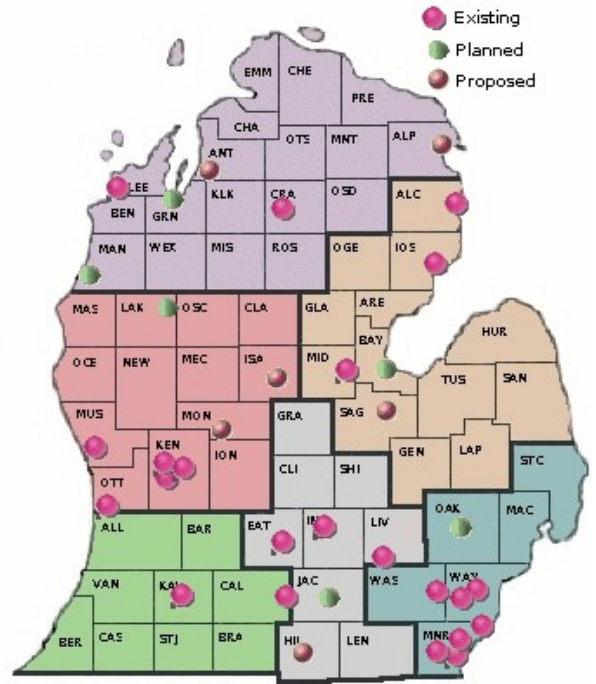 Existing
Planned
Proposed
EMM
CHE
PRE
CHA
OTS
MNT
ALP
ANT
LEE
KLK
CRA
OSD
ALC
BEN
GRN
MAN
WEX
MIS
ROS
OGE
IOS
MAS
LAK
OSC
CLA
GLA
ARE
BAY
HUR
OCE
NEW
MEC
ISA
MID
TUS
SAN
MUS
MON
GRA
SAG
KEN
ION
GEN
LAP
STC
OTT
CLI
SHI
ALL
BAR
EAT
LIV
OAK
MAC
VAN
CAL
JAC
WAS
WAY
BER
CAS
STJ
BRA
LEN
MNR